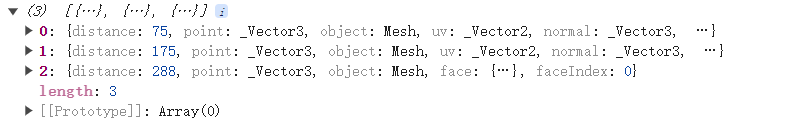 ▼ (3) [{…}, {…}, {…}] i
▶ 0: {distance: 75, point: _Vector3, object: Mesh, uv: _Vector2, normal: _Vector3, …}
▶ 1: {distance: 175, point: _Vector3, object: Mesh, uv: _Vector2, normal: _Vector3, …}
▶ 2: {distance: 288, point: _Vector3, object: Mesh, face: {…}, faceIndex: 0}
length: 3
▶ [[Prototype]]: Array(0)